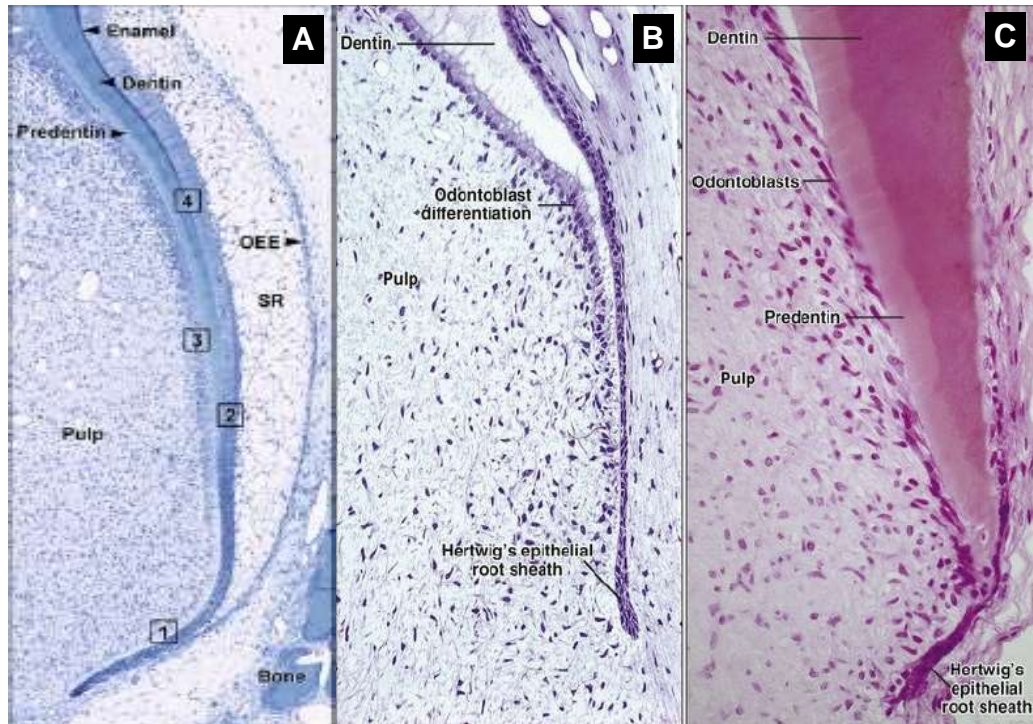 A
Enamel
Dentin
Predentin
4
OEE
SR
3
2
Pulp
1
Bone
B
Dentin
Odontoblast
differentiation
Pulp
Hertwig's epithelial
root sheath
C
Dentin
Odontoblasts
Predentin
Pulp
Hertwig's
epithelial
root sheath